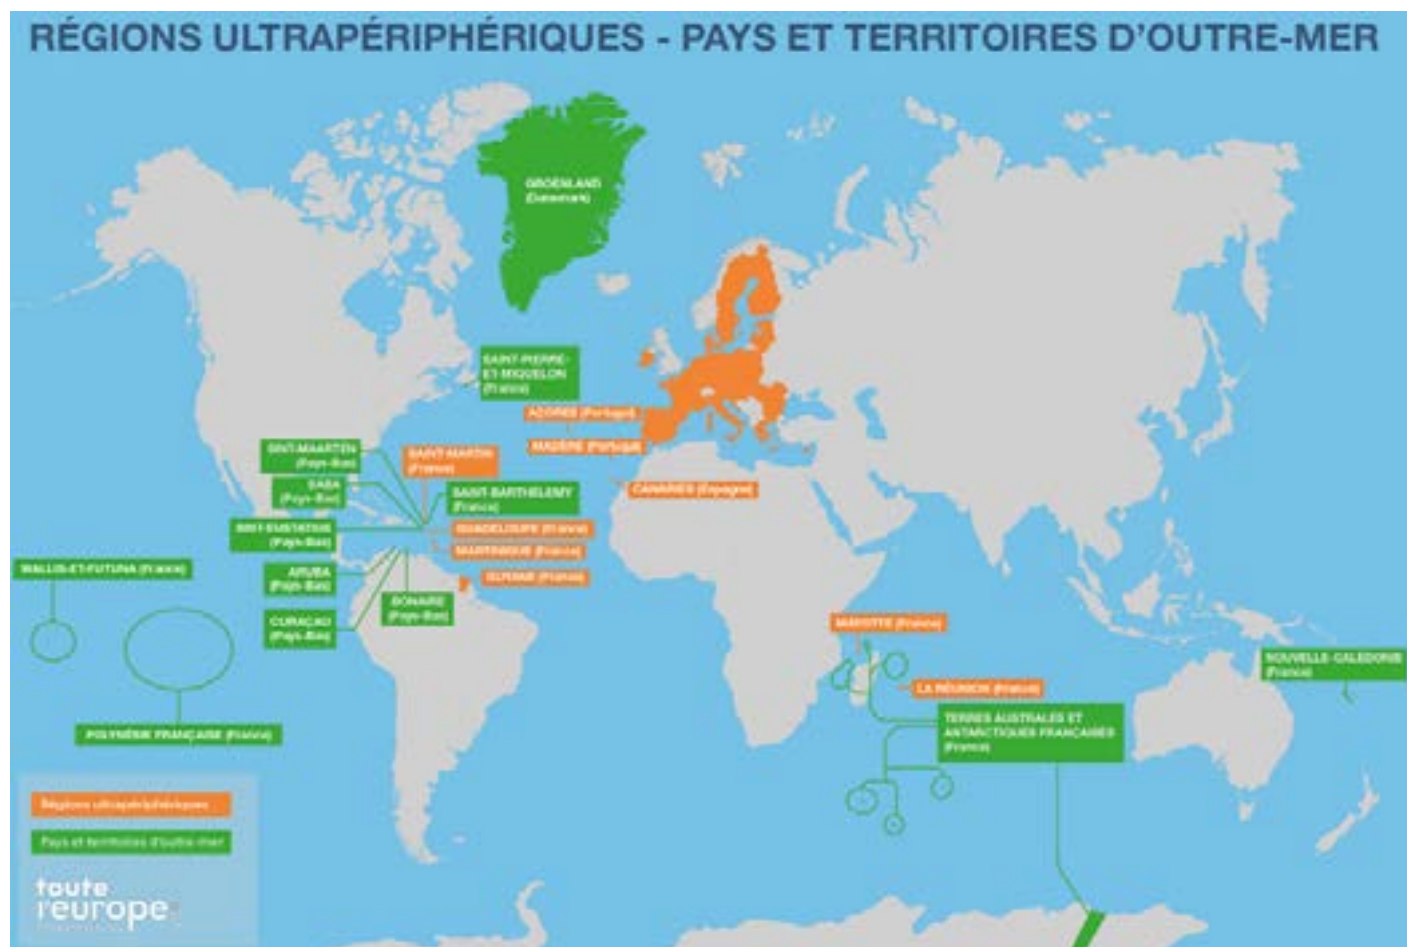 RÉGIONS ULTRAPÉRIPHÉRIQUES - PAYS ET TERRITOIRES D'OUTRE-MER
GROENLAND
(Danemark)
SAINT-PIERRE-
ET-MIQUELON
(France)
AÇORES (Portugal)
MADÈRE (Portugal)
CANARIES (Espagne)
SINT-MAARTEN
(Pays-Bas)
SAINT-MARTIN
(France)
SABA
(Pays-Bas)
SAINT-BARTHÉLEMY
(France)
SINT-EUSTATIUS
(Pays-Bas)
GUADELOUPE (France)
MARTINIQUE (France)
GUYANE (France)
ARUBA
(Pays-Bas)
BONAIRE
(Pays-Bas)
CURAÇAO
(Pays-Bas)
WALLIS-ET-FUTUNA (France)
POLYNÉSIE FRANÇAISE (France)
MAYOTTE (France)
LA RÉUNION (France)
TERRES AUSTRALES ET
ANTARCTIQUES FRANÇAISES
(France)
NOUVELLE-CALÉDONIE
(France)
Régions ultrapériphériques
Pays et territoires d'outre-mer
toute
l'europe